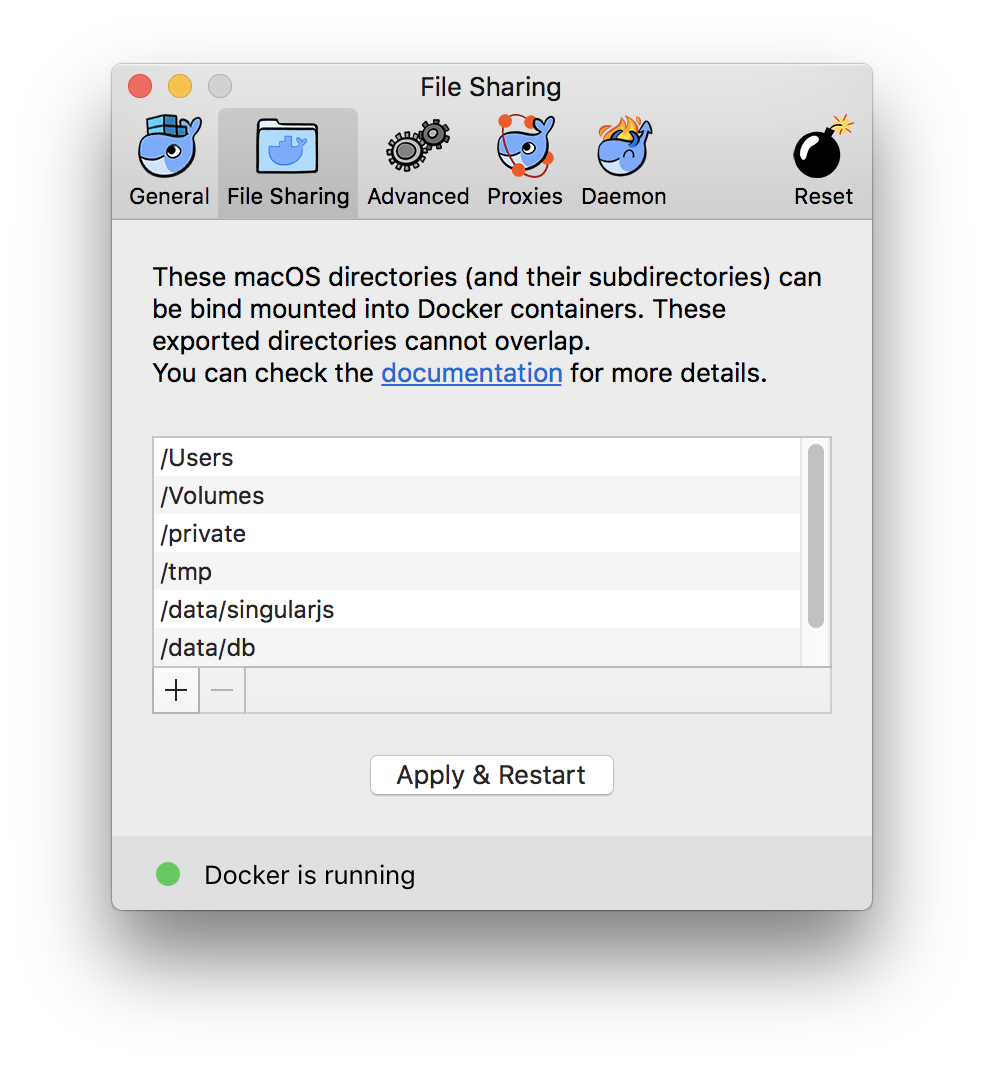 File Sharing
General
File Sharing
Advanced
Proxies
Daemon
Reset
These macOS directories (and their subdirectories) can
be bind mounted into Docker containers. These
exported directories cannot overlap.
You can check the documentation for more details.
/Users
/Volumes
/private
/tmp
/data/singularjs
/data/db
Apply & Restart
Docker is running